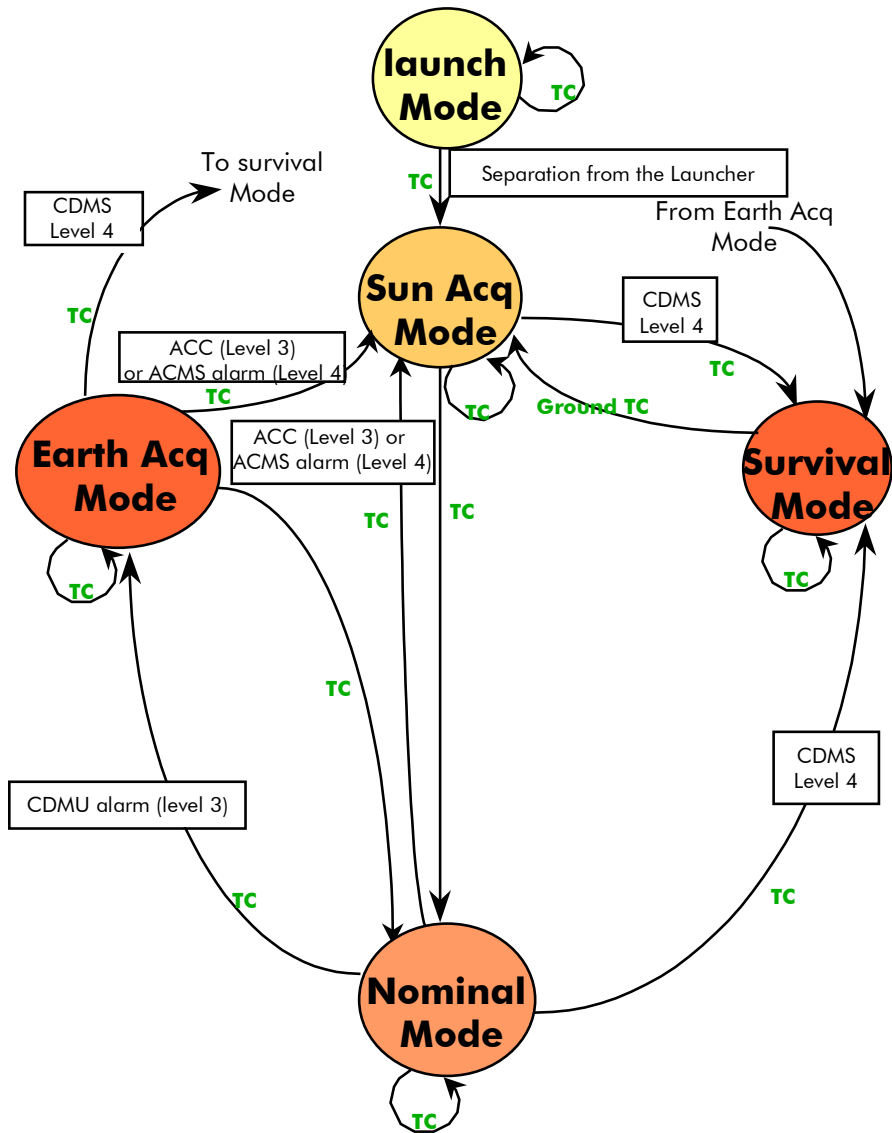 launch
Mode
TC
To survival
Mode
TC
Separation from the Launcher
CDMS
Level 4
From Earth Acq
Mode
Sun Acq
Mode
CDMS
Level 4
TC
ACC (Level 3)
or ACMS alarm (Level 4)
TC
TC
TC
Ground TC
ACC (Level 3) or
ACMS alarm (Level 4)
Earth Acq
Mode
Survival
Mode
TC
TC
TC
TC
TC
CDMS
Level 4
CDMU alarm (level 3)
TC
TC
Nominal
Mode
TC